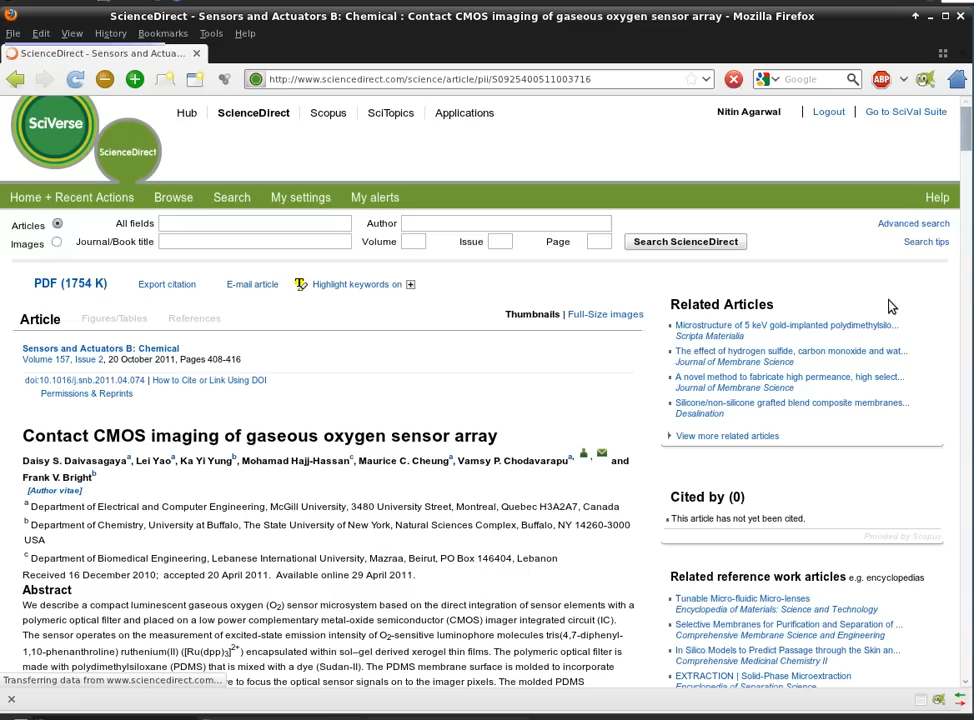 ScienceDirect - Sensors and Actuators B: Chemical : Contact CMOS imaging of gaseous oxygen sensor array - Mozilla Firefox
File Edit View History Bookmarks Tools Help
ScienceDirect - Sensors and Actua...
http://www.sciencedirect.com/science/article/pii/S0925400511003716
Google
ABP
SciVerse
ScienceDirect
Hub ScienceDirect Scopus SciTopics Applications
Nitin Agarwal Logout Go to SciVal Suite
Home + Recent Actions Browse Search My settings My alerts Help
Articles All fields Author Advanced search
Images Journal/Book title Volume Issue Page Search ScienceDirect Search tips
PDF (1754 K) Export citation E-mail article Highlight keywords on
Article Figures/Tables References
Thumbnails | Full-Size images
Sensors and Actuators B: Chemical
Volume 157, Issue 2, 20 October 2011, Pages 408-416
doi:10.1016/j.snb.2011.04.074 | How to Cite or Link Using DOI
Permissions & Reprints
Contact CMOS imaging of gaseous oxygen sensor array
Daisy S. Daivasagayaa, Lei Yaoa, Ka Yi Yungb, Mohamad Hajj-Hassanc, Maurice C. Cheunga, Vamsy P. Chodavarapua, , and
Frank V. Brightb
[Author vitae]
a Department of Electrical and Computer Engineering, McGill University, 3480 University Street, Montreal, Quebec H3A2A7, Canada
b Department of Chemistry, University at Buffalo, The State University of New York, Natural Sciences Complex, Buffalo, NY 14260-3000
USA
c Department of Biomedical Engineering, Lebanese International University, Mazraa, Beirut, PO Box 146404, Lebanon
Received 16 December 2010; accepted 20 April 2011. Available online 29 April 2011.
Abstract
We describe a compact luminescent gaseous oxygen (O2) sensor microsystem based on the direct integration of sensor elements with a
polymeric optical filter and placed on a low power complementary metal-oxide semiconductor (CMOS) imager integrated circuit (IC).
The sensor operates on the measurement of excited-state emission intensity of O2-sensitive luminophore molecules tris(4,7-diphenyl-
1,10-phenanthroline) ruthenium(II) ([Ru(dpp)3]2+) encapsulated within sol–gel derived xerogel thin films. The polymeric optical filter is
made with polydimethylsiloxane (PDMS) that is mixed with a dye (Sudan-II). The PDMS membrane surface is molded to incorporate
e to focus the optical sensor signals on to the imager pixels. The molded PDMS
Transferring data from www.sciencedirect.com...
Related Articles
Microstructure of 5 keV gold-implanted polydimethylsilo...
Scripta Materialia
The effect of hydrogen sulfide, carbon monoxide and wat...
Journal of Membrane Science
A novel method to fabricate high permeance, high select...
Journal of Membrane Science
Silicone/non-silicone grafted blend composite membranes...
Desalination
View more related articles
Cited by (0)
This article has not yet been cited.
Provided by Scopus
Related reference work articles e.g. encyclopedias
Tunable Micro-fluidic Micro-lenses
Encyclopedia of Materials: Science and Technology
Selective Membranes for Purification and Separation of ...
Comprehensive Membrane Science and Engineering
In Silico Models to Predict Passage through the Skin an...
Comprehensive Medicinal Chemistry II
EXTRACTION | Solid-Phase Microextraction
Encyclopedia of Separation Science